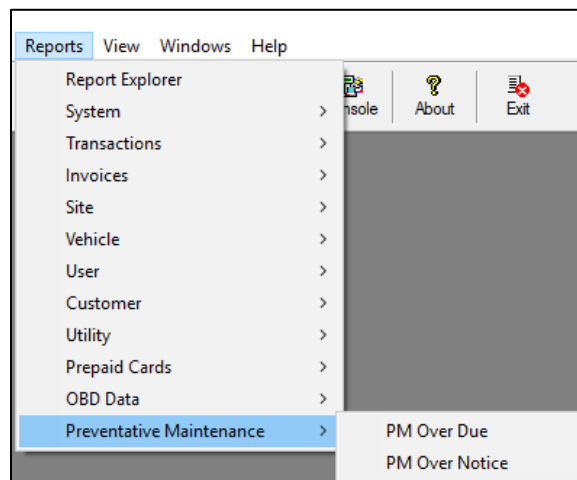 Reports View Windows Help
Report Explorer
System
Transactions
Invoices
Site
Vehicle
User
Customer
Utility
Prepaid Cards
OBD Data
Preventative Maintenance
nsole About Exit
PM Over Due
PM Over Notice